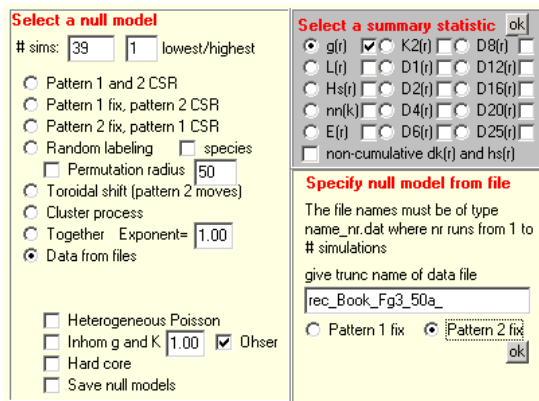 Select a null model
# sims: 39 1 lowest/highest
Pattern 1 and 2 CSR
Pattern 1 fix, pattern 2 CSR
Pattern 2 fix, pattern 1 CSR
Random labeling species
Permutation radius 50
Toroidal shift (pattern 2 moves)
Cluster process
Together Exponent= 1.00
Data from files
Heterogeneous Poisson
Inhom g and K 1.00 Ohser
Hard core
Save null models
Select a summary statistic ok
g(r) K2(r) D8(r)
L(r) D1(r) D12(r)
Hs(r) D2(r) D16(r)
nn(k) D4(r) D20(r)
E(r) D6(r) D25(r)
non-cumulative dk(r) and hs(r)
Specify null model from file
The file names must be of type
name_nr.dat where nr runs from 1 to
# simulations
give trunc name of data file
rec_Book_Fg3_50a_
Pattern 1 fix Pattern 2 fix
ok